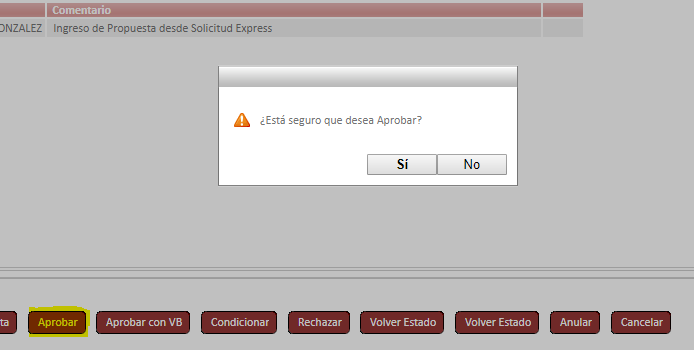 Comentario
ONZALEZ Ingreso de Propuesta desde Solicitud Express
¿Está seguro que desea Aprobar?
Sí No
ta Aprobar Aprobar con VB Condicionar Rechazar Volver Estado Volver Estado Anular Cancelar